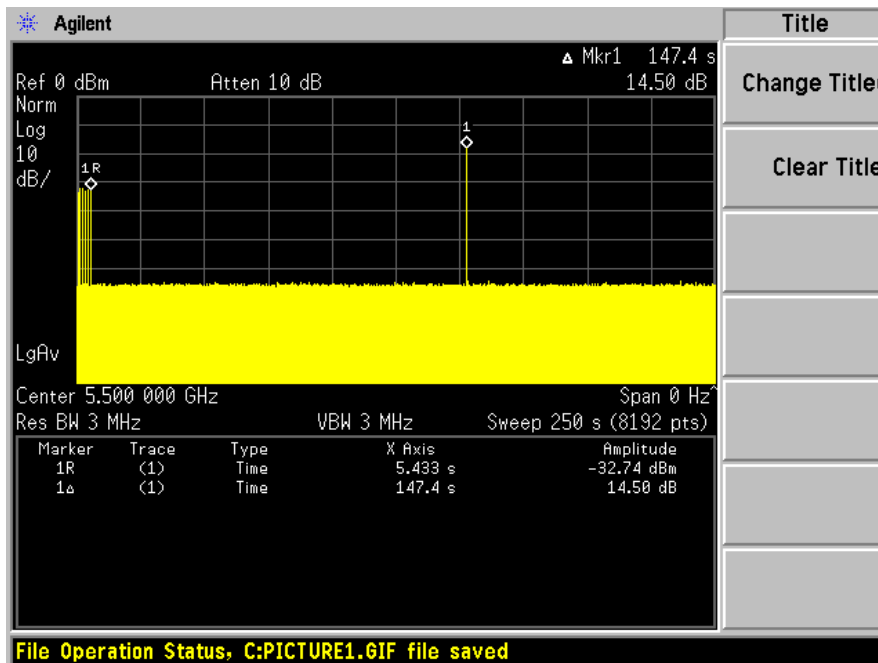 Agilent
Title
Δ Mkr1 147.4 s
Ref 0 dBm Atten 10 dB 14.50 dB
Norm
Log
10
dB/
1R
1
LgAv
Center 5.500 000 GHz Span 0 Hz^
Res BW 3 MHz VBW 3 MHz Sweep 250 s (8192 pts)
Marker Trace Type X Axis Amplitude
1R (1) Time 5.433 s -32.74 dBm
1Δ (1) Time 147.4 s 14.50 dB
Change Title
Clear Title
File Operation Status, C:PICTURE1.GIF file saved